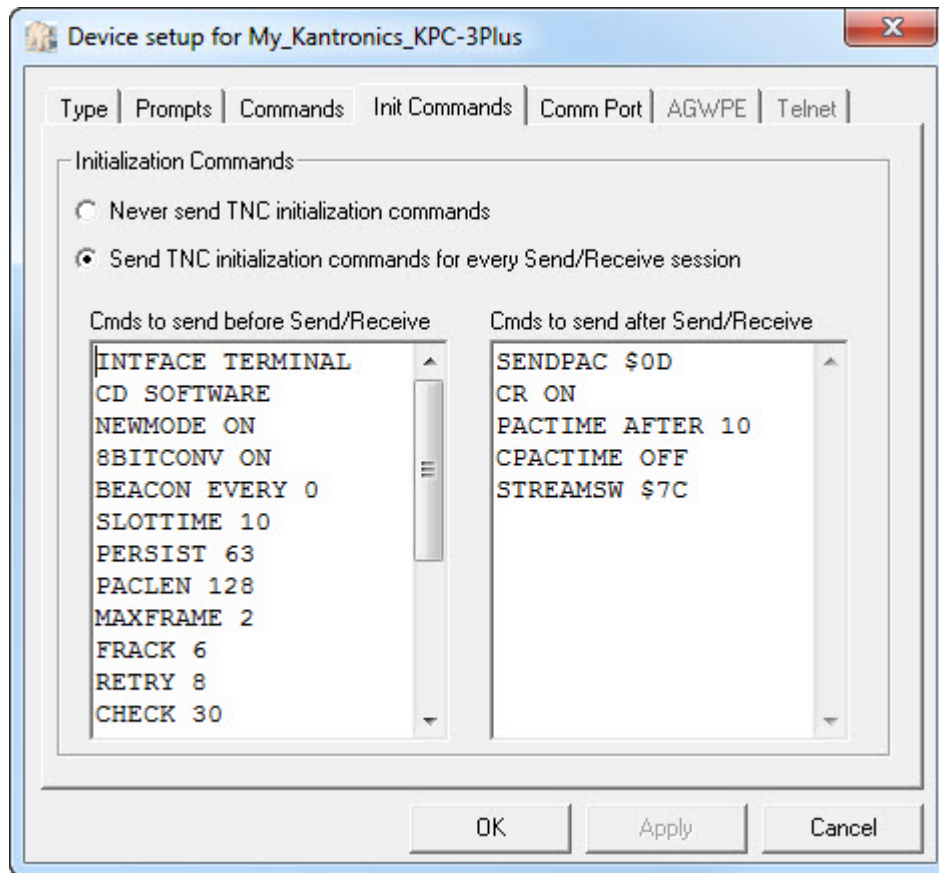 Device setup for My_Kantronics_KPC-3Plus
Type Prompts Commands Init Commands Comm Port AGWPE Telnet
Initialization Commands
Never send TNC initialization commands
Send TNC initialization commands for every Send/Receive session
Cmds to send before Send/Receive
INTFACE TERMINAL
CD SOFTWARE
NEWMODE ON
8BITCONV ON
BEACON EVERY 0
SLOTTIME 10
PERSIST 63
PACLEN 128
MAXFRAME 2
FRACK 6
RETRY 8
CHECK 30
Cmds to send after Send/Receive
SENDPAC $0D
CR ON
PACTIME AFTER 10
CPACTIME OFF
STREAMSW $7C
OK Apply Cancel